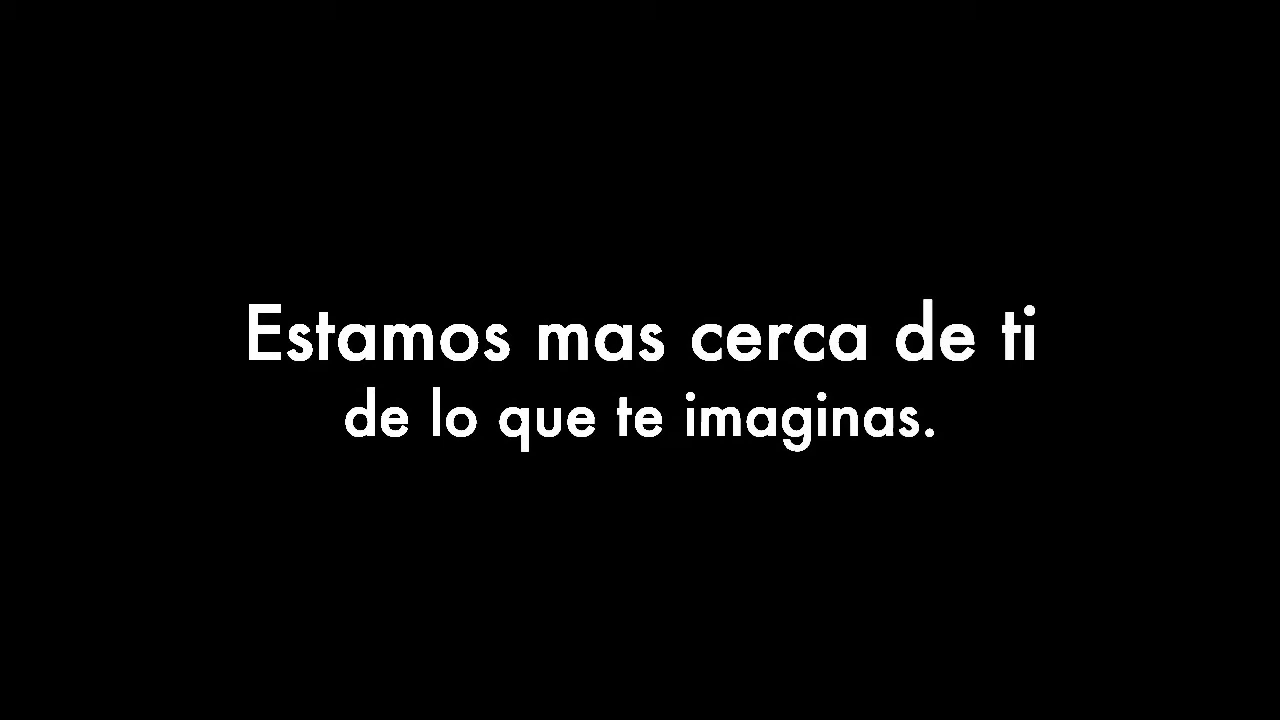 Estamos mas cerca de ti
de lo que te imaginas.